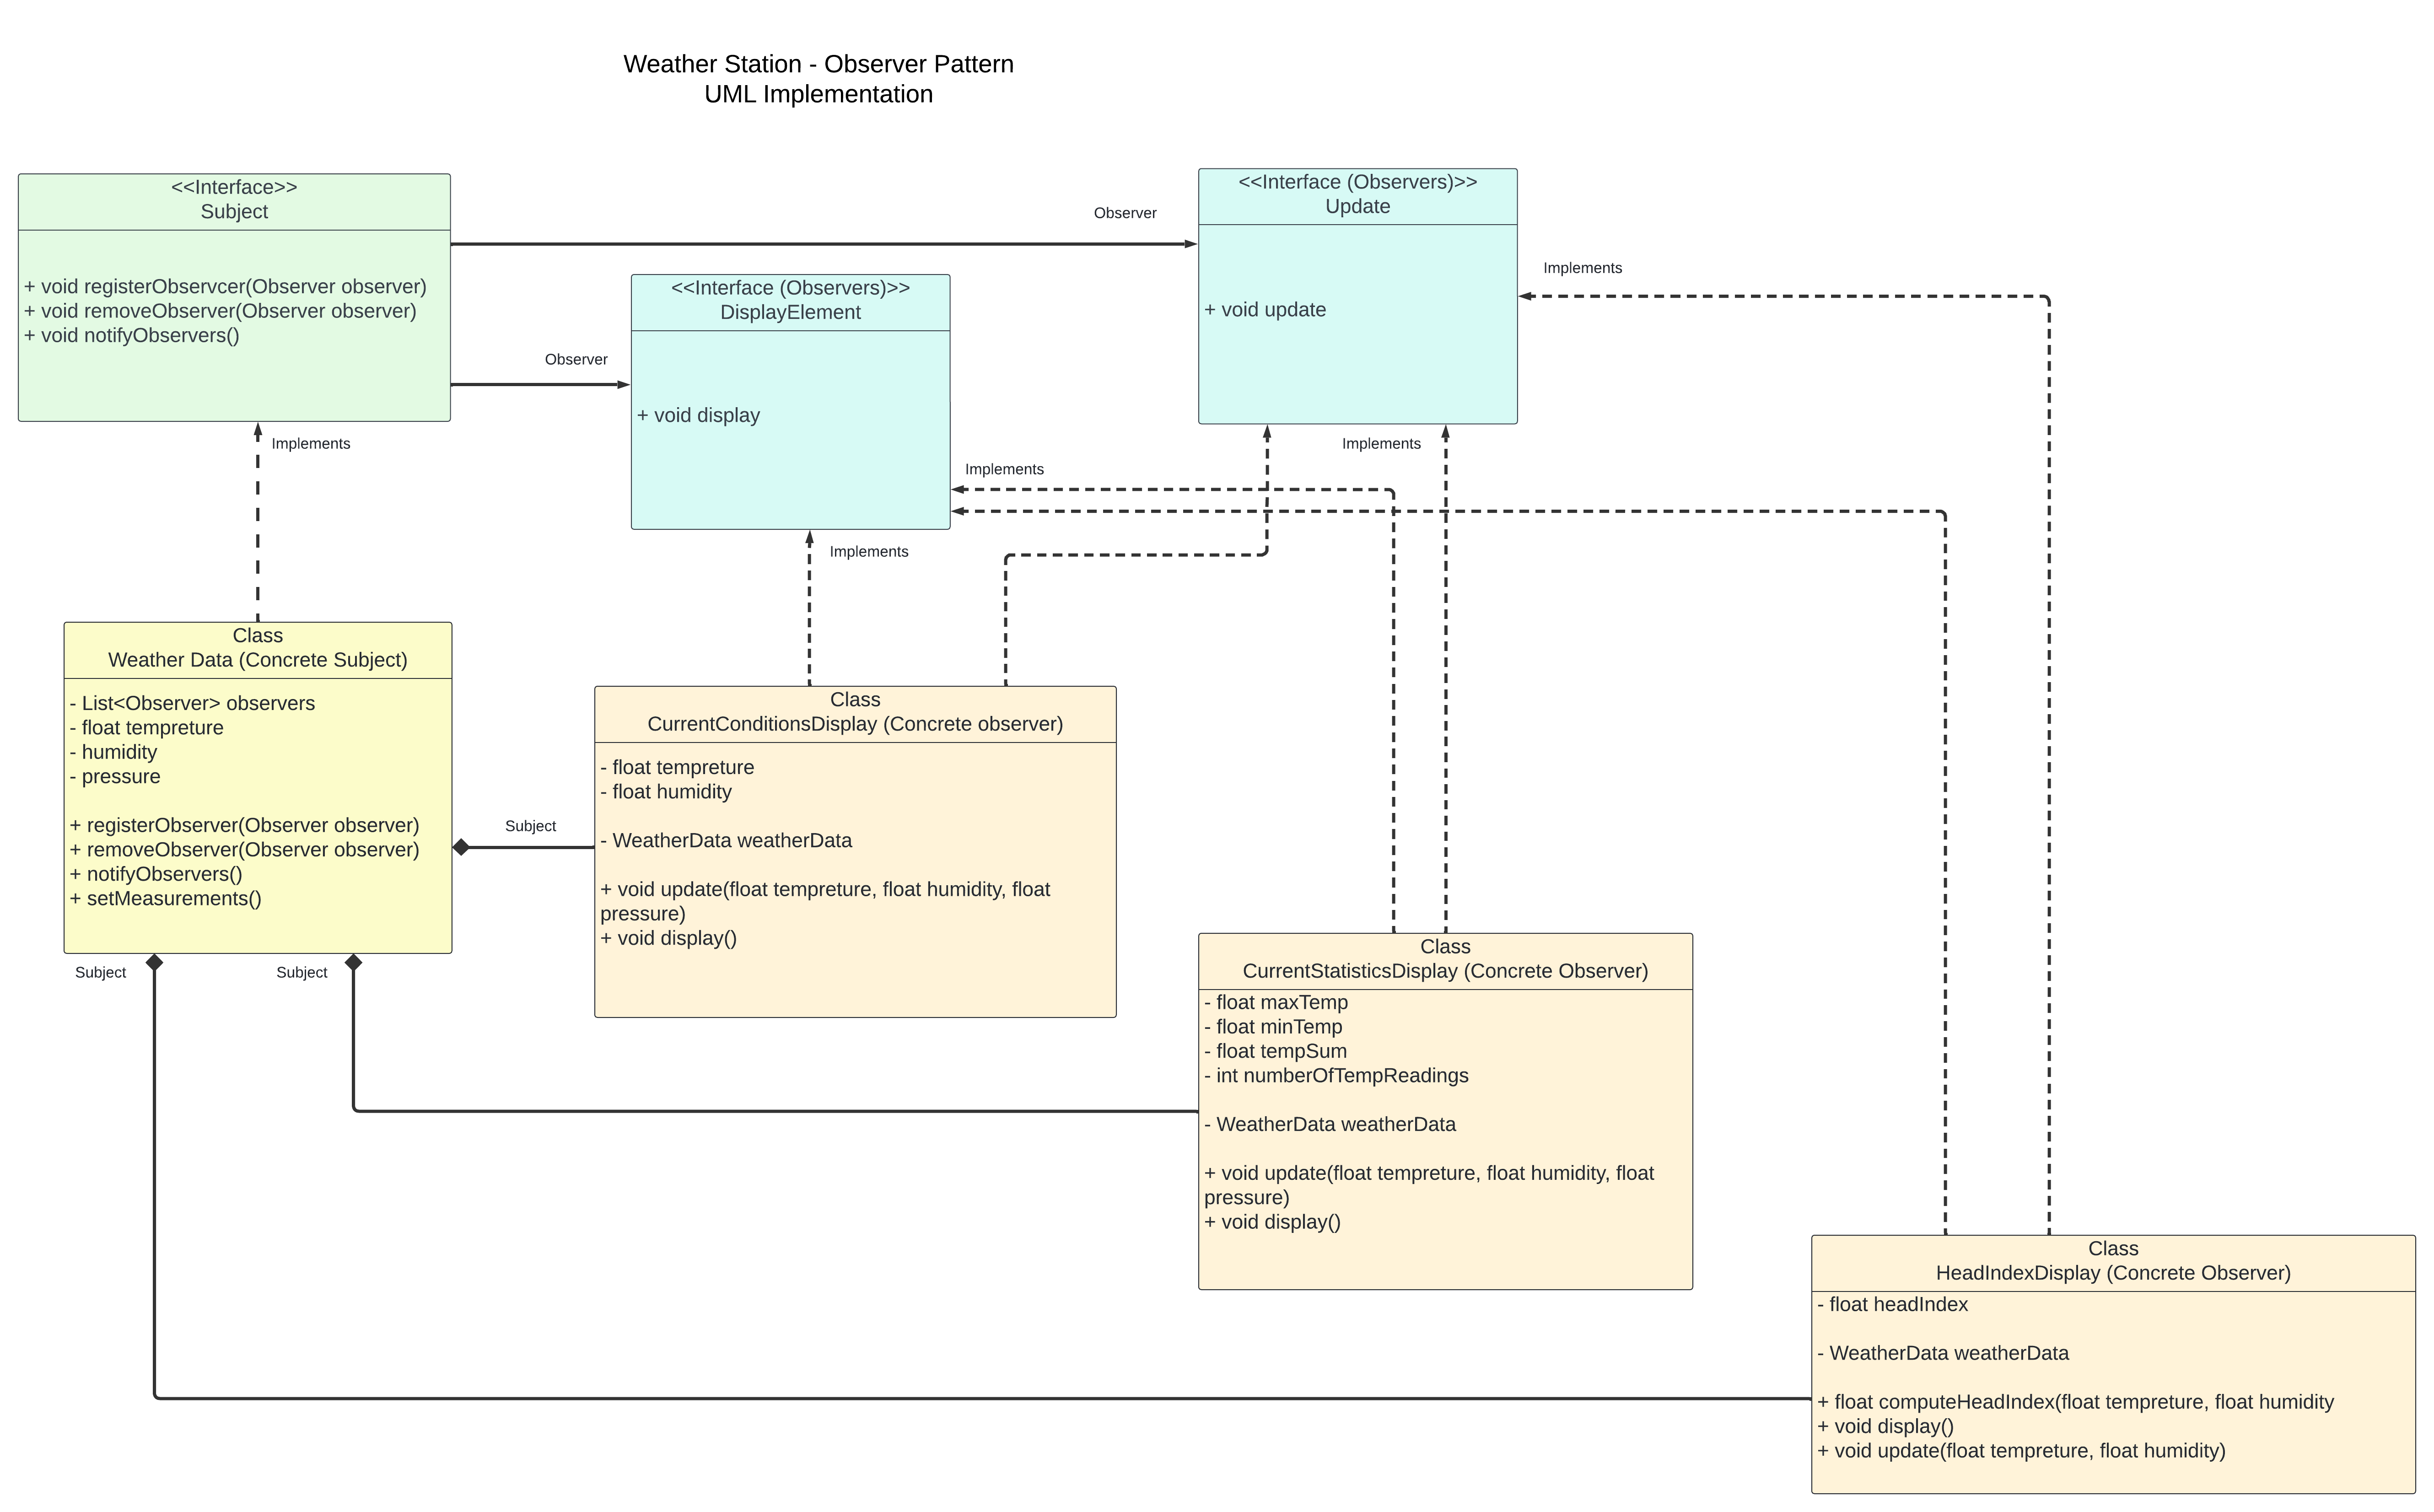 Weather Station - Observer Pattern
UML Implementation
<<Interface>>
Subject
+ void registerObservcer(Observer observer)
+ void removeObserver(Observer observer)
+ void notifyObservers()
Observer
Observer
<<Interface (Observers)>>
DisplayElement
+ void display
<<Interface (Observers)>>
Update
+ void update
Implements
Implements
Implements
Implements
Implements
Class
Weather Data (Concrete Subject)
- List<Observer> observers
- float tempreture
- humidity
- pressure
+ registerObserver(Observer observer)
+ removeObserver(Observer observer)
+ notifyObservers()
+ setMeasurements()
Subject
Subject
Subject
Class
CurrentConditionsDisplay (Concrete observer)
- float tempreture
- float humidity
- WeatherData weatherData
+ void update(float tempreture, float humidity, float
pressure)
+ void display()
Class
CurrentStatisticsDisplay (Concrete Observer)
- float maxTemp
- float minTemp
- float tempSum
- int numberOfTempReadings
- WeatherData weatherData
+ void update(float tempreture, float humidity, float
pressure)
+ void display()
Class
HeadIndexDisplay (Concrete Observer)
- float headIndex
- WeatherData weatherData
+ float computeHeadIndex(float tempreture, float humidity
+ void display()
+ void update(float tempreture, float humidity)